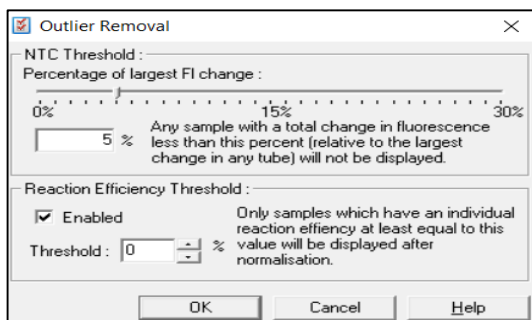 Outlier Removal
NTC Threshold :
Percentage of largest FI change :
0% 15% 30%
5 %
Any sample with a total change in fluorescence
less than this percent (relative to the largest
change in any tube) will not be displayed.
Reaction Efficiency Threshold :
Enabled
Threshold : 0 %
Only samples which have an individual
reaction effiency at least equal to this
value will be displayed after
normalisation.
OK Cancel Help